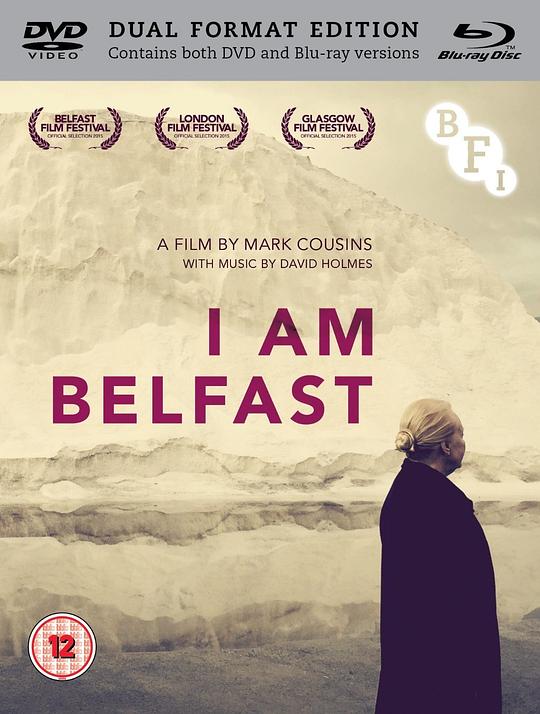 DVD
VIDEO
DUAL FORMAT EDITION
Contains both DVD and Blu-ray versions
Blu-ray Disc
TM
BELFAST
FILM FESTIVAL
OFFICIAL SELECTION 2015
LONDON
FILM FESTIVAL
OFFICIAL SELECTION 2015
GLASGOW
FILM FESTIVAL
OFFICIAL SELECTION 2015
B
F
I
A FILM BY MARK COUSINS
WITH MUSIC BY DAVID HOLMES
I AM
BELFAST
12